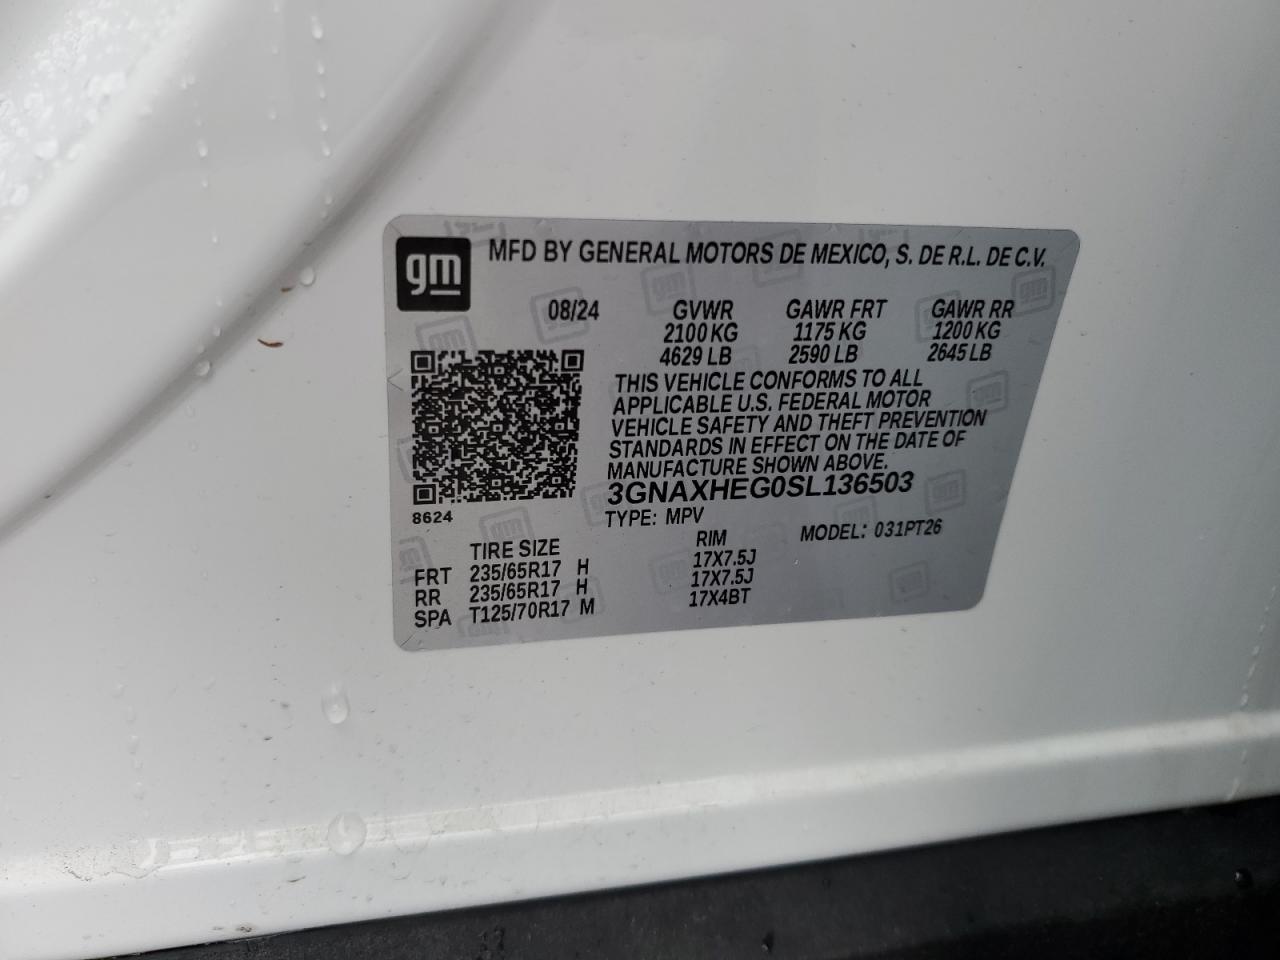 gm
MFD BY GENERAL MOTORS DE MEXICO, S. DE R.L. DE C.V.
08/24 GVWR GAWR FRT GAWR RR
2100 KG 1175 KG 1200 KG
4629 LB 2590 LB 2645 LB
THIS VEHICLE CONFORMS TO ALL
APPLICABLE U.S. FEDERAL MOTOR
VEHICLE SAFETY AND THEFT PREVENTION
STANDARDS IN EFFECT ON THE DATE OF
MANUFACTURE SHOWN ABOVE.
3GNAXHEG0SL136503
8624
TYPE: MPV MODEL: 031PT26
TIRE SIZE RIM
FRT 235/65R17 H 17X7.5J
RR 235/65R17 H 17X7.5J
SPA T125/70R17 M 17X4BT